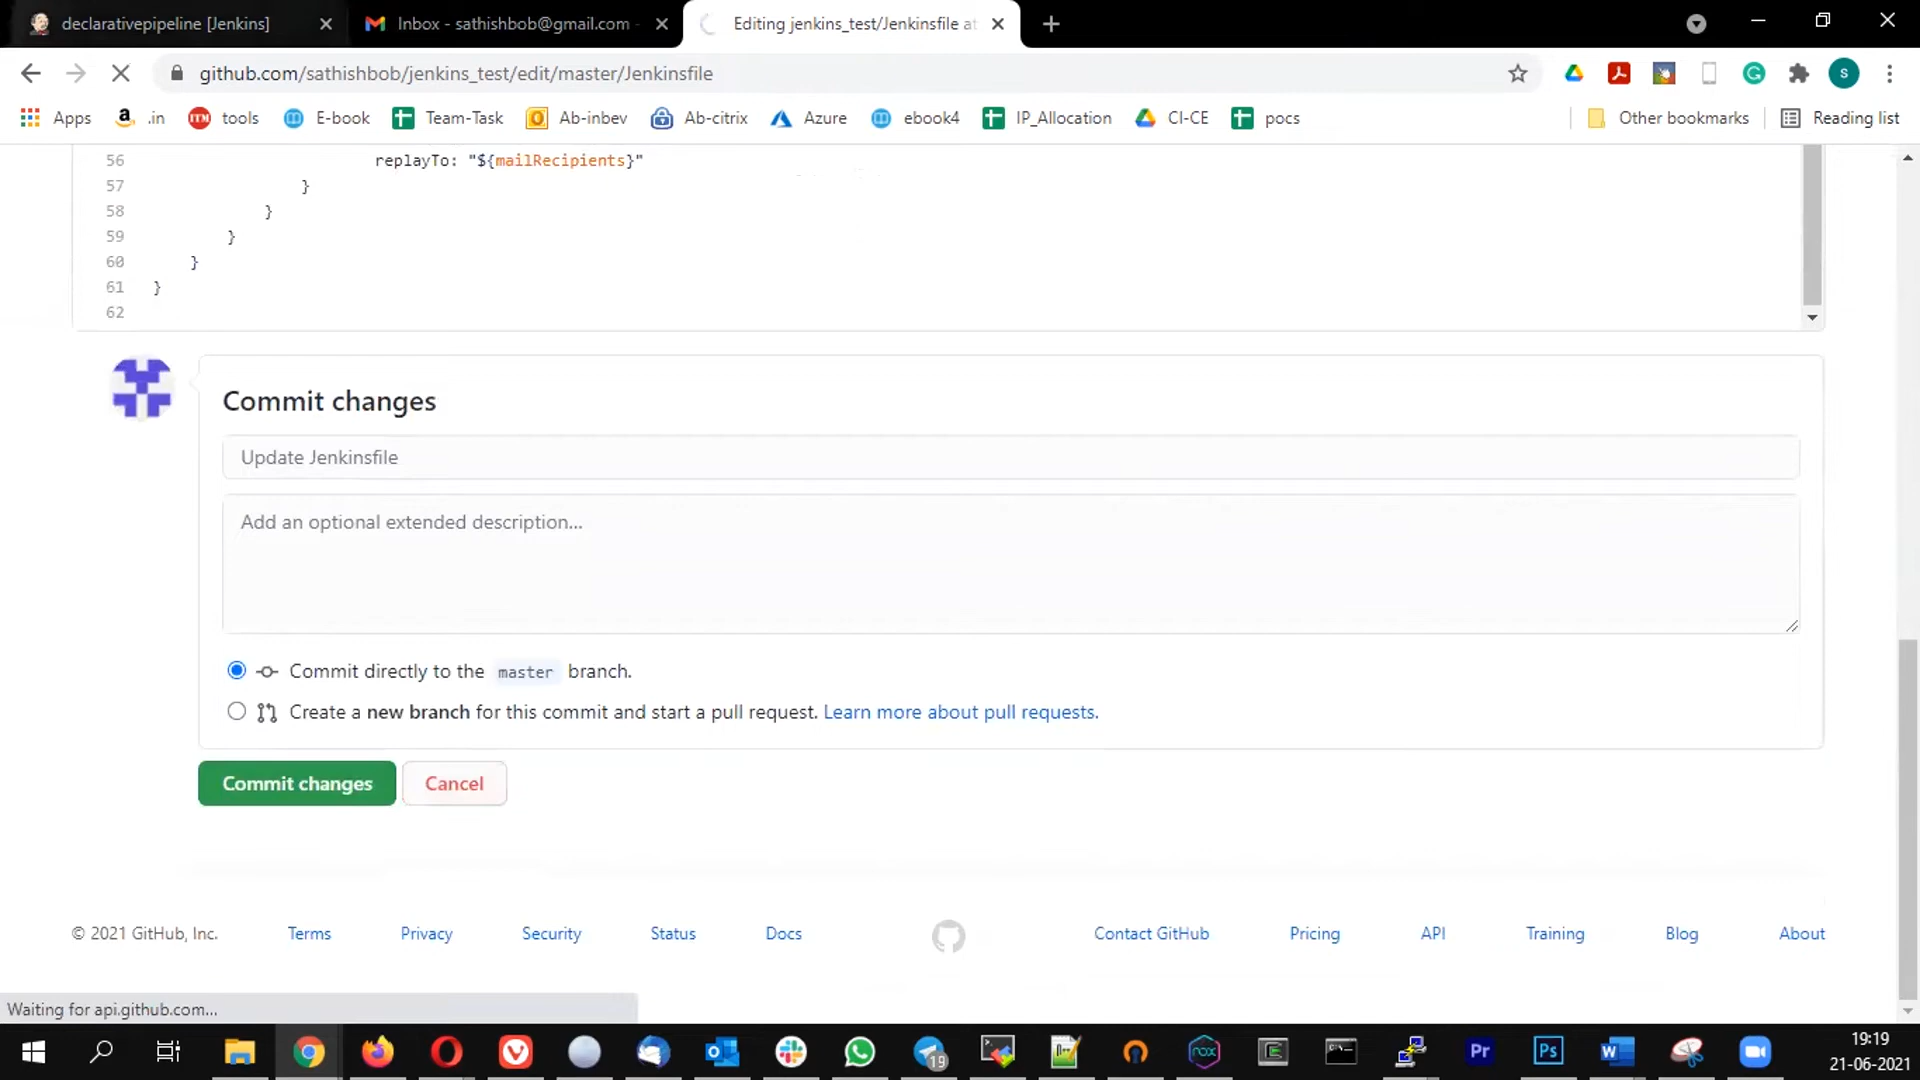 declarativepipeline [Jenkins]
Inbox - sathishbob@gmail.com -
Editing jenkins_test/Jenkinsfile at
github.com/sathishbob/jenkins_test/edit/master/Jenkinsfile
S
Apps
.in
tools
E-book
Team-Task
Ab-inbev
Ab-citrix
Azure
ebook4
IP_Allocation
CI-CE
pocs
Other bookmarks
Reading list
56 replayTo: "${mailRecipients}"
57 }
58 }
59 }
60 }
61 }
62
Commit changes
Update Jenkinsfile
Add an optional extended description...
Commit directly to the master branch.
Create a new branch for this commit and start a pull request. Learn more about pull requests.
Commit changes
Cancel
© 2021 GitHub, Inc.
Terms
Privacy
Security
Status
Docs
Contact GitHub
Pricing
API
Training
Blog
About
Waiting for api.github.com...
19
nox
Pr
Ps
19:19
21-06-2021